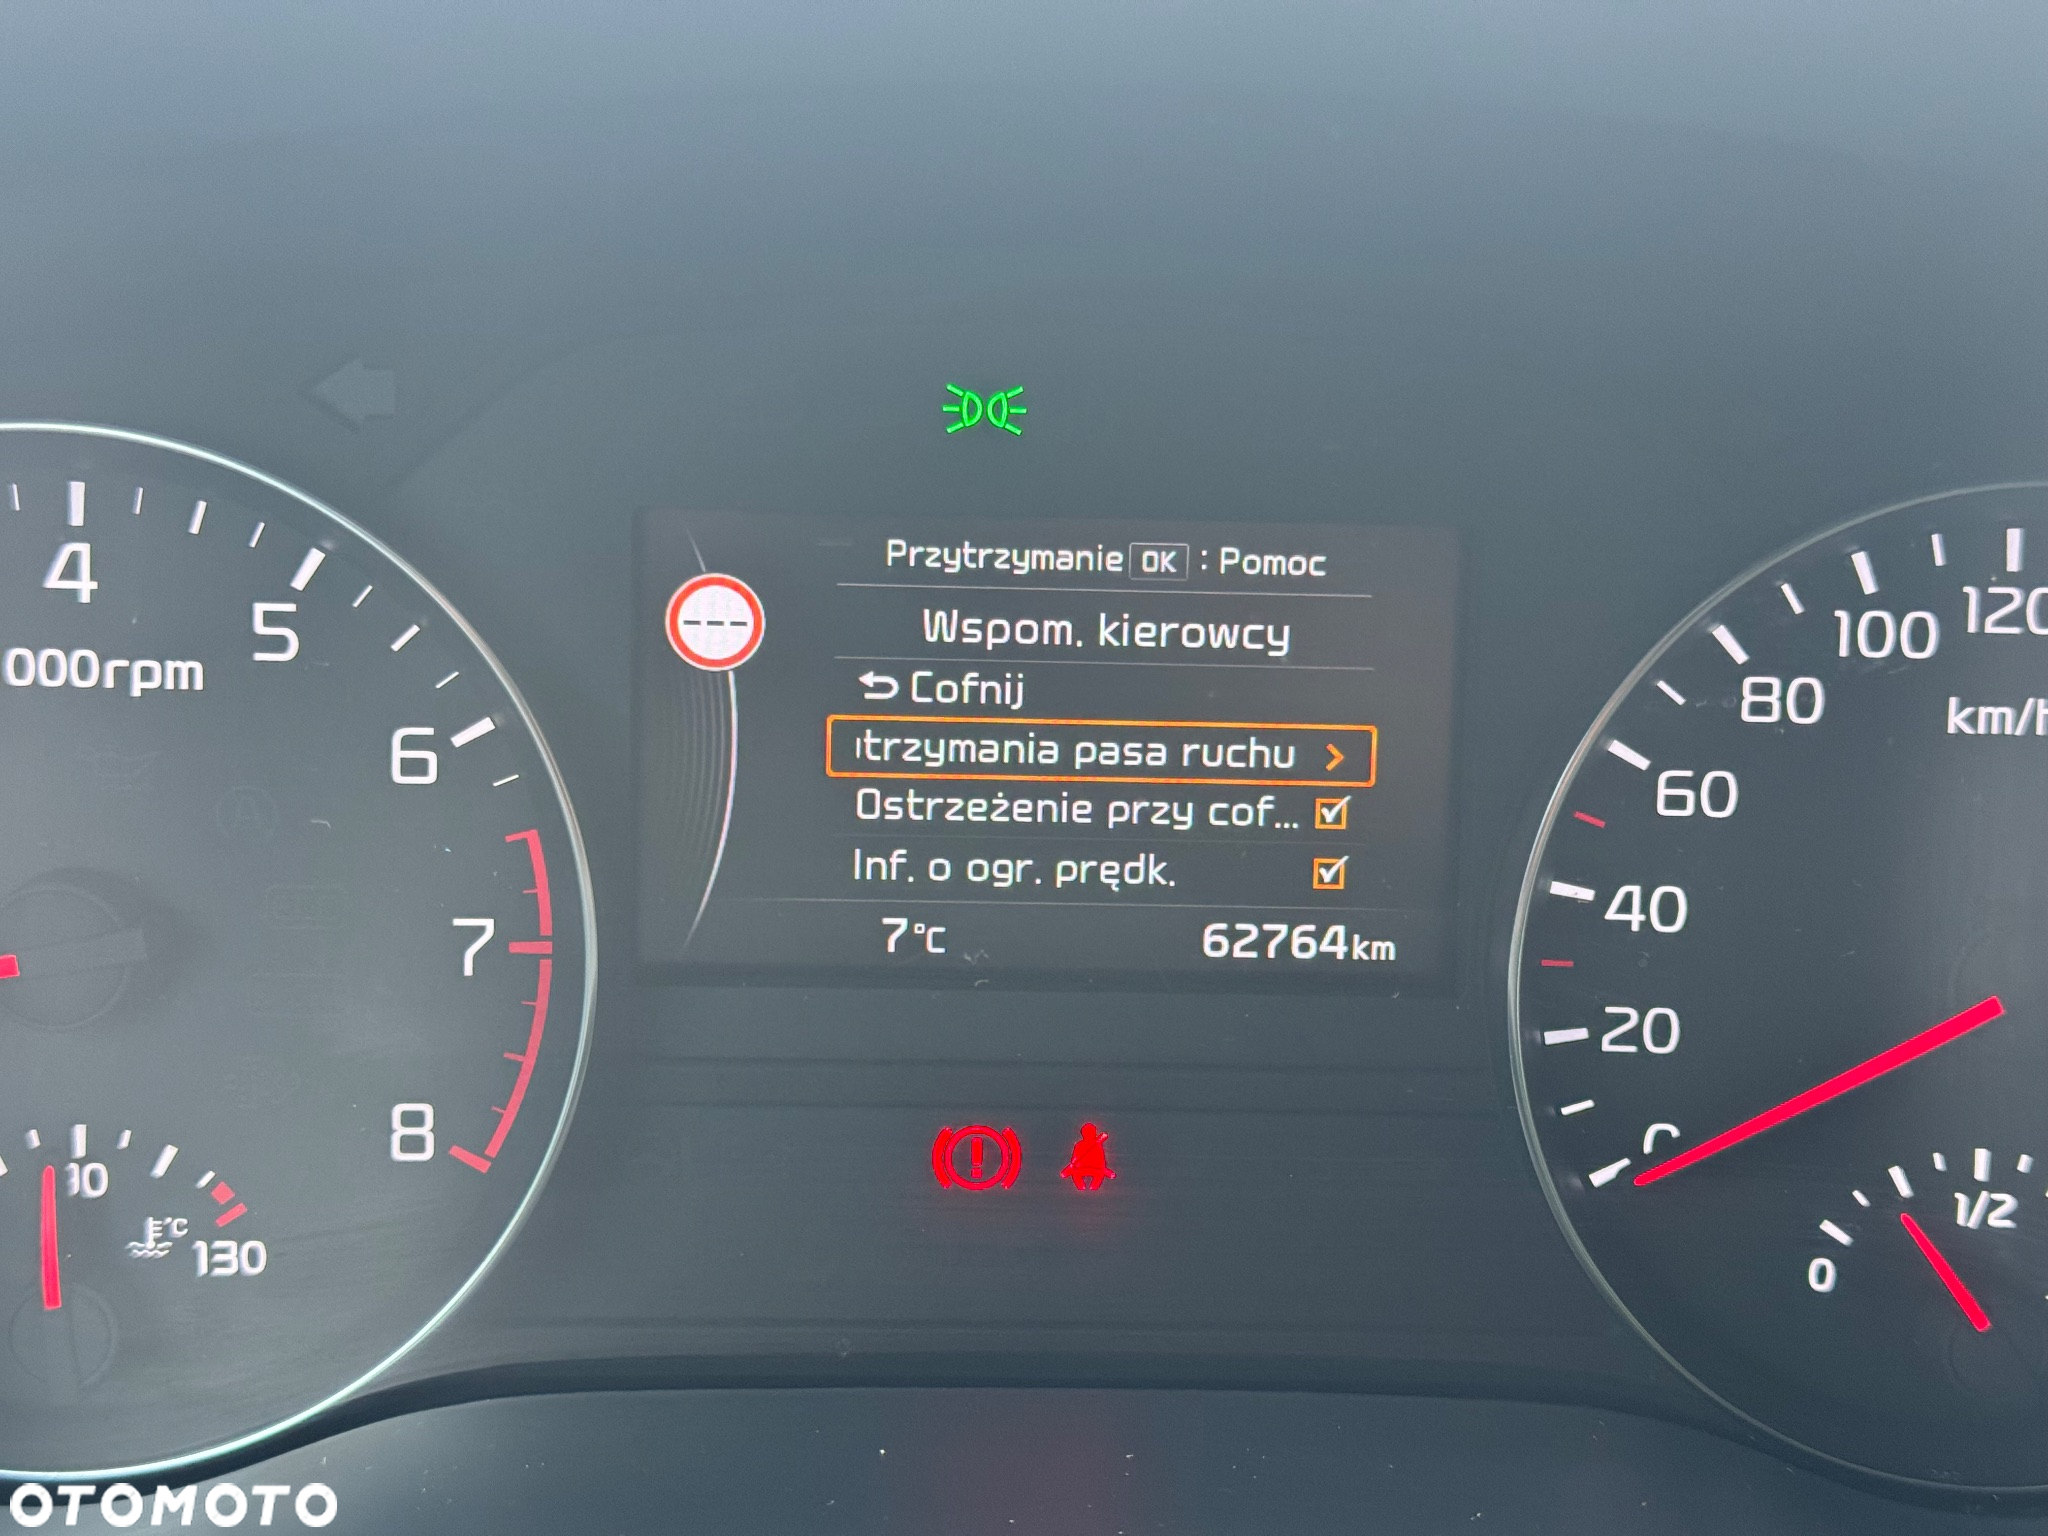 Przytrzymanie OK : Pomoc
Wspom. kierowcy
Cofnij
trzymania pasa ruchu >
Ostrzeżenie przy cof...
Inf. o ogr. prędk.
7°C 62764km
---
4
5
6
7
8
000rpm
130
°C
120
100
80
60
40
20
km/h
0
1/2
OTOMOTO